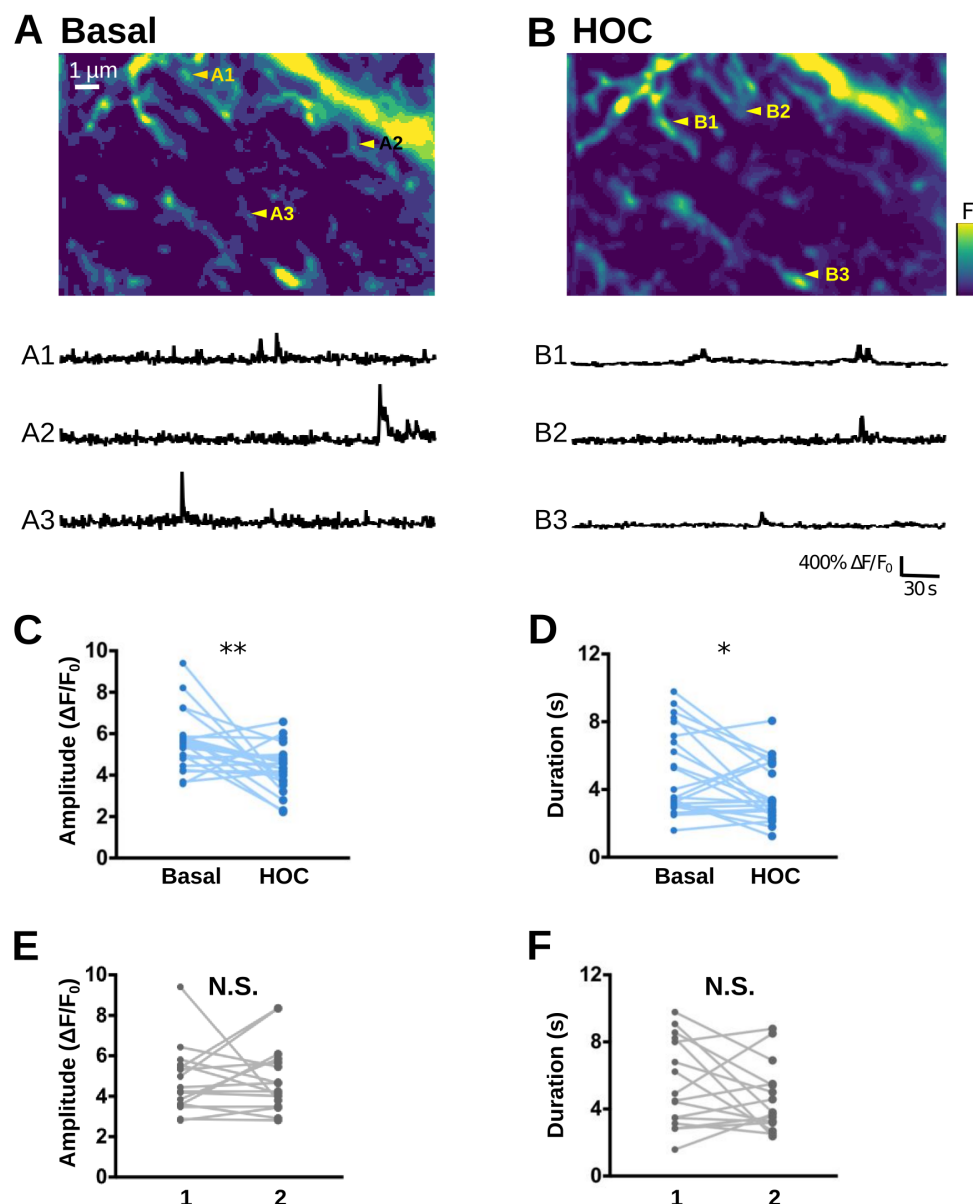 A Basal
B HOC
1 µm
A1
A2
A3
B1
B2
B3
F
A1
A2
A3
B1
B2
B3
400% ΔF/F₀
30 s
C
**
Amplitude (ΔF/F₀)
10
8
6
4
2
0
Basal HOC
D
*
Duration (s)
12
8
4
0
Basal HOC
E
N.S.
Amplitude (ΔF/F₀)
10
8
6
4
2
0
1 2
F
N.S.
Duration (s)
12
8
4
0
1 2